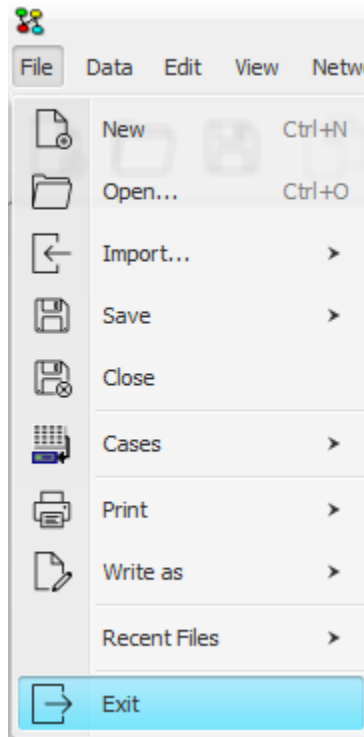 File Data Edit View Netw
New Ctrl+N
Open... Ctrl+O
Import...
Save
Close
Cases
Print
Write as
Recent Files
Exit